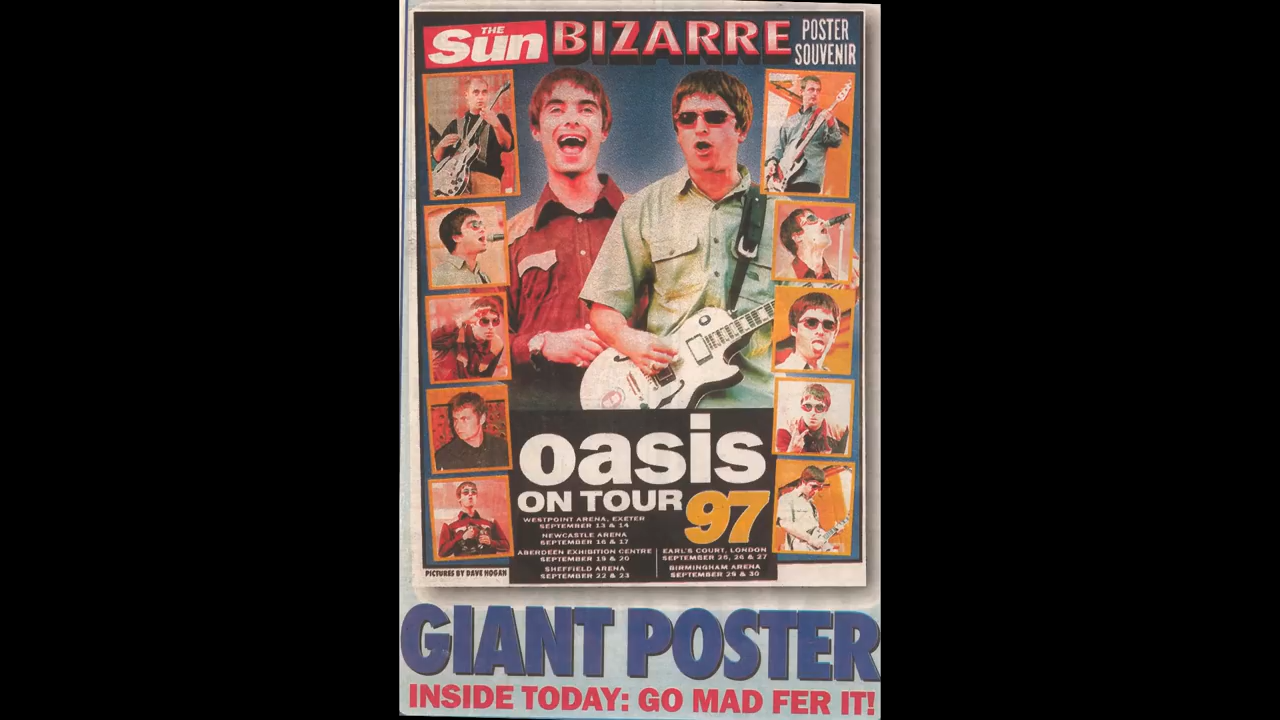 THE
Sun BIZARRE POSTER
SOUVENIR
oasis
ON TOUR 97
WESTPOINT ARENA, EXETER
SEPTEMBER 13 & 14
NEWCASTLE ARENA
SEPTEMBER 16 & 17
ABERDEEN EXHIBITION CENTRE
SEPTEMBER 19 & 20
SHEFFIELD ARENA
SEPTEMBER 22 & 23
EARL'S COURT, LONDON
SEPTEMBER 25, 26 & 27
BIRMINGHAM ARENA
SEPTEMBER 29 & 30
PICTURES BY DAVE HOGAN
GIANT POSTER
INSIDE TODAY: GO MAD FER IT!